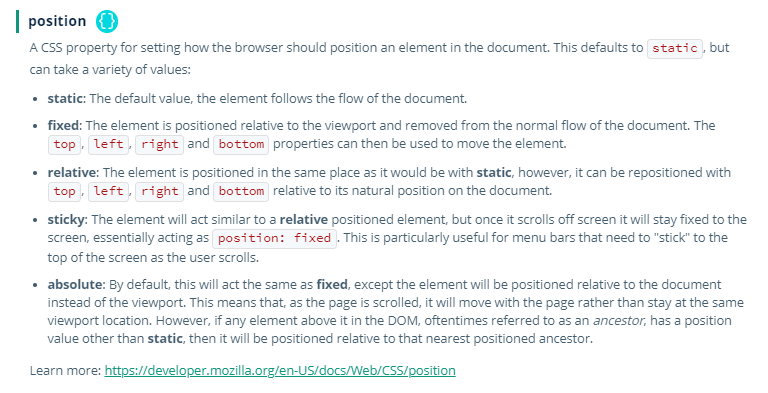 position {}
A CSS property for setting how the browser should position an element in the document. This defaults to static, but
can take a variety of values:
• static: The default value, the element follows the flow of the document.
• fixed: The element is positioned relative to the viewport and removed from the normal flow of the document. The
top, left, right and bottom properties can then be used to move the element.
• relative: The element is positioned in the same place as it would be with static, however, it can be repositioned with
top, left, right and bottom relative to its natural position on the document.
• sticky: The element will act similar to a relative positioned element, but once it scrolls off screen it will stay fixed to the
screen, essentially acting as position: fixed. This is particularly useful for menu bars that need to "stick" to the
top of the screen as the user scrolls.
• absolute: By default, this will act the same as fixed, except the element will be positioned relative to the document
instead of the viewport. This means that, as the page is scrolled, it will move with the page rather than stay at the same
viewport location. However, if any element above it in the DOM, oftentimes referred to as an ancestor, has a position
value other than static, then it will be positioned relative to that nearest positioned ancestor.
Learn more: https://developer.mozilla.org/en-US/docs/Web/CSS/position